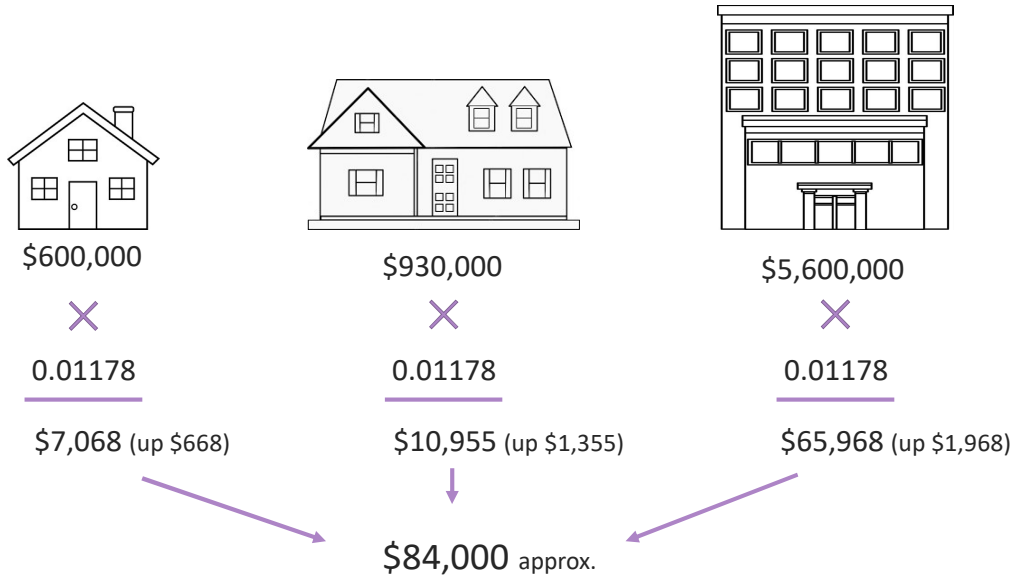 $600,000
$930,000
$5,600,000
0.01178
0.01178
0.01178
$7,068 (up $668)
$10,955 (up $1,355)
$65,968 (up $1,968)
$84,000 approx.